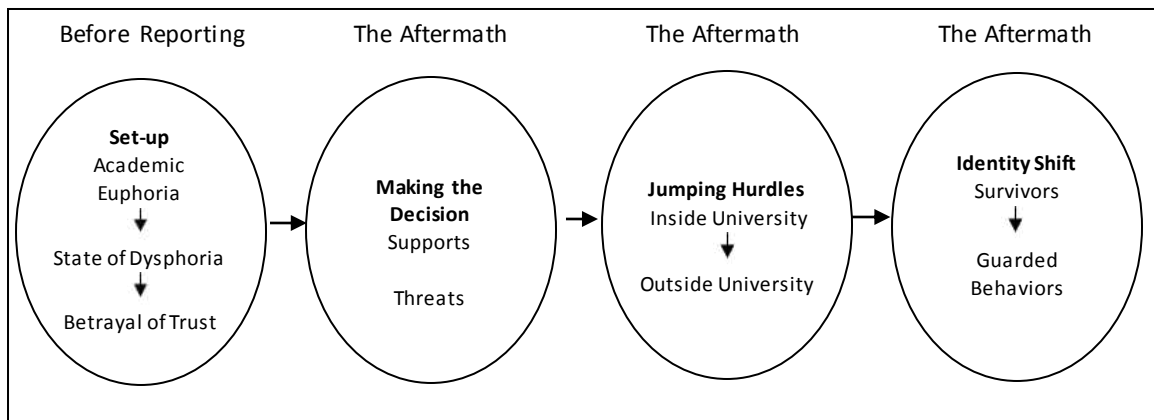 Before Reporting
The Aftermath
The Aftermath
The Aftermath
Set-up
Academic
Euphoria
State of Dysphoria
Betrayal of Trust
Making the
Decision
Supports
Threats
Jumping Hurdles
Inside University
Outside University
Identity Shift
Survivors
Guarded
Behaviors